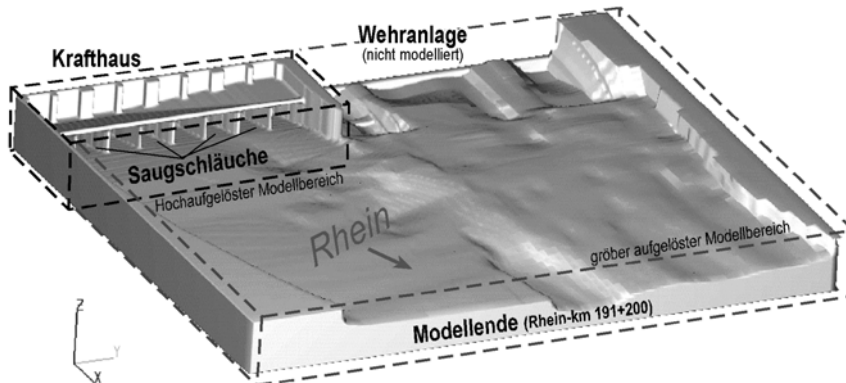 Wehranlage
(nicht modelliert)
Krafthaus
Saugschläuche
Hochaufgelöster Modellbereich
Rhein
gröber aufgelöster Modellbereich
Modellende (Rhein-km 191+200)
Z
Y
X